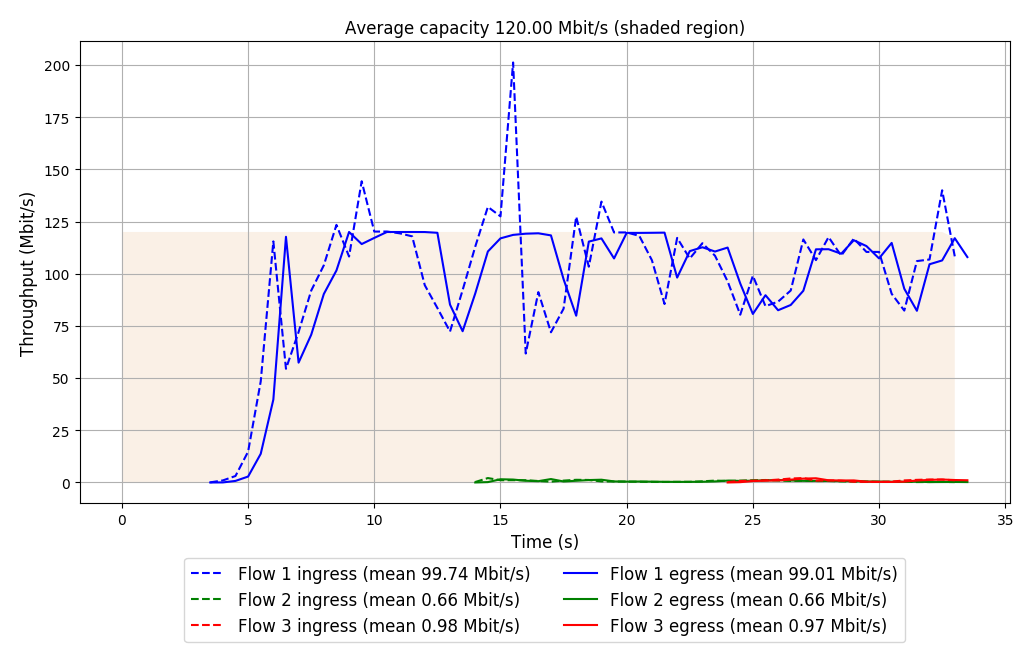 Average capacity 120.00 Mbit/s (shaded region)
200
175
150
125
100
75
50
25
0
Throughput (Mbit/s)
0 5 10 15 20 25 30 35
Time (s)
Flow 1 ingress (mean 99.74 Mbit/s) Flow 1 egress (mean 99.01 Mbit/s)
Flow 2 ingress (mean 0.66 Mbit/s) Flow 2 egress (mean 0.66 Mbit/s)
Flow 3 ingress (mean 0.98 Mbit/s) Flow 3 egress (mean 0.97 Mbit/s)